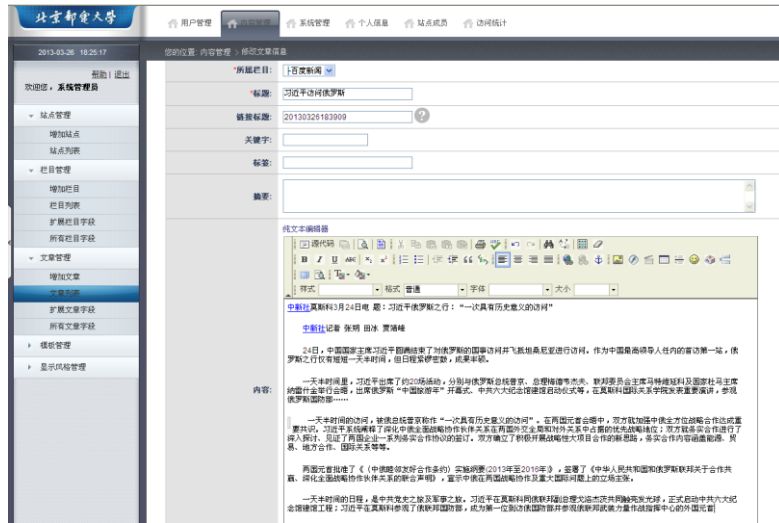 北京邮电大学
用户管理 内容管理 系统管理 个人信息 站点成员 访问统计
2013-03-26 18:25:17
您的位置: 内容管理 > 修改文章信息
帮助 | 退出
欢迎您, 系统管理员
站点管理
增加站点
站点列表
栏目管理
增加栏目
栏目列表
扩展栏目字段
所有栏目字段
文章管理
增加文章
文章列表
扩展文章字段
所有文章字段
模板管理
显示风格管理
*所属栏目: ├百度新闻
*标题: 习近平访问俄罗斯
链接标题: 20130326183909
关键字:
标签:
摘要:
纯文本编辑器
源代码
样式 格式 普通 字体 大小
内容:
中新社莫斯科3月24日电 题:习近平俄罗斯之行:“一次具有历史意义的访问”
中新社记者 张朔 田冰 贾靖峰
24日,中国国家主席习近平圆满结束了对俄罗斯的国事访问并飞抵坦桑尼亚进行访问。作为中国最高领导人任内的首访第一站,俄
罗斯之行仅有短短一天半时间,但日程紧锣密鼓,成果丰硕。
一天半时间里,习近平出席了约20场活动,分别与俄罗斯总统普京、总理梅德韦杰夫、联邦委员会主席马特维延科及国家杜马主席
纳雷什金举行会晤,出席俄罗斯“中国旅游年”开幕式、中共六大纪念馆建馆启动仪式等,在莫斯科国际关系学院发表重要演讲,参观
俄罗斯国防部……
一天半时间的访问,被俄总统普京称作“一次具有历史意义的访问”。在两国元首会晤中,双方就加强中俄全方位战略合作达成重
要共识。习近平系统阐释了深化中俄全面战略协作伙伴关系在两国外交全局和对外关系中占据的优先战略地位;双方就务实合作进行了
深入探讨、见证了两国企业一系列务实合作协议的签订。双方确立了积极开展战略性大项目合作的新思路,务实合作内容涵盖能源、贸
易、地方合作、国际关系等等。
两国元首批准了《〈中俄睦邻友好合作条约〉实施纲要(2013年至2016年)》,签署了《中华人民共和国和俄罗斯联邦关于合作共
赢、深化全面战略协作伙伴关系的联合声明》,宣示中俄在两国战略协作及重大国际问题上的立场主张。
一天半时间的日程,是中共党史之旅及军事之旅。习近平在莫斯科同俄联邦副总理戈洛杰茨共同触亮发光球,正式启动中共六大纪
念馆建馆工程;习近平在莫斯科参观了俄联邦国防部,成为第一位到访俄国防部并参观俄联邦武装力量作战指挥中心的外国元首